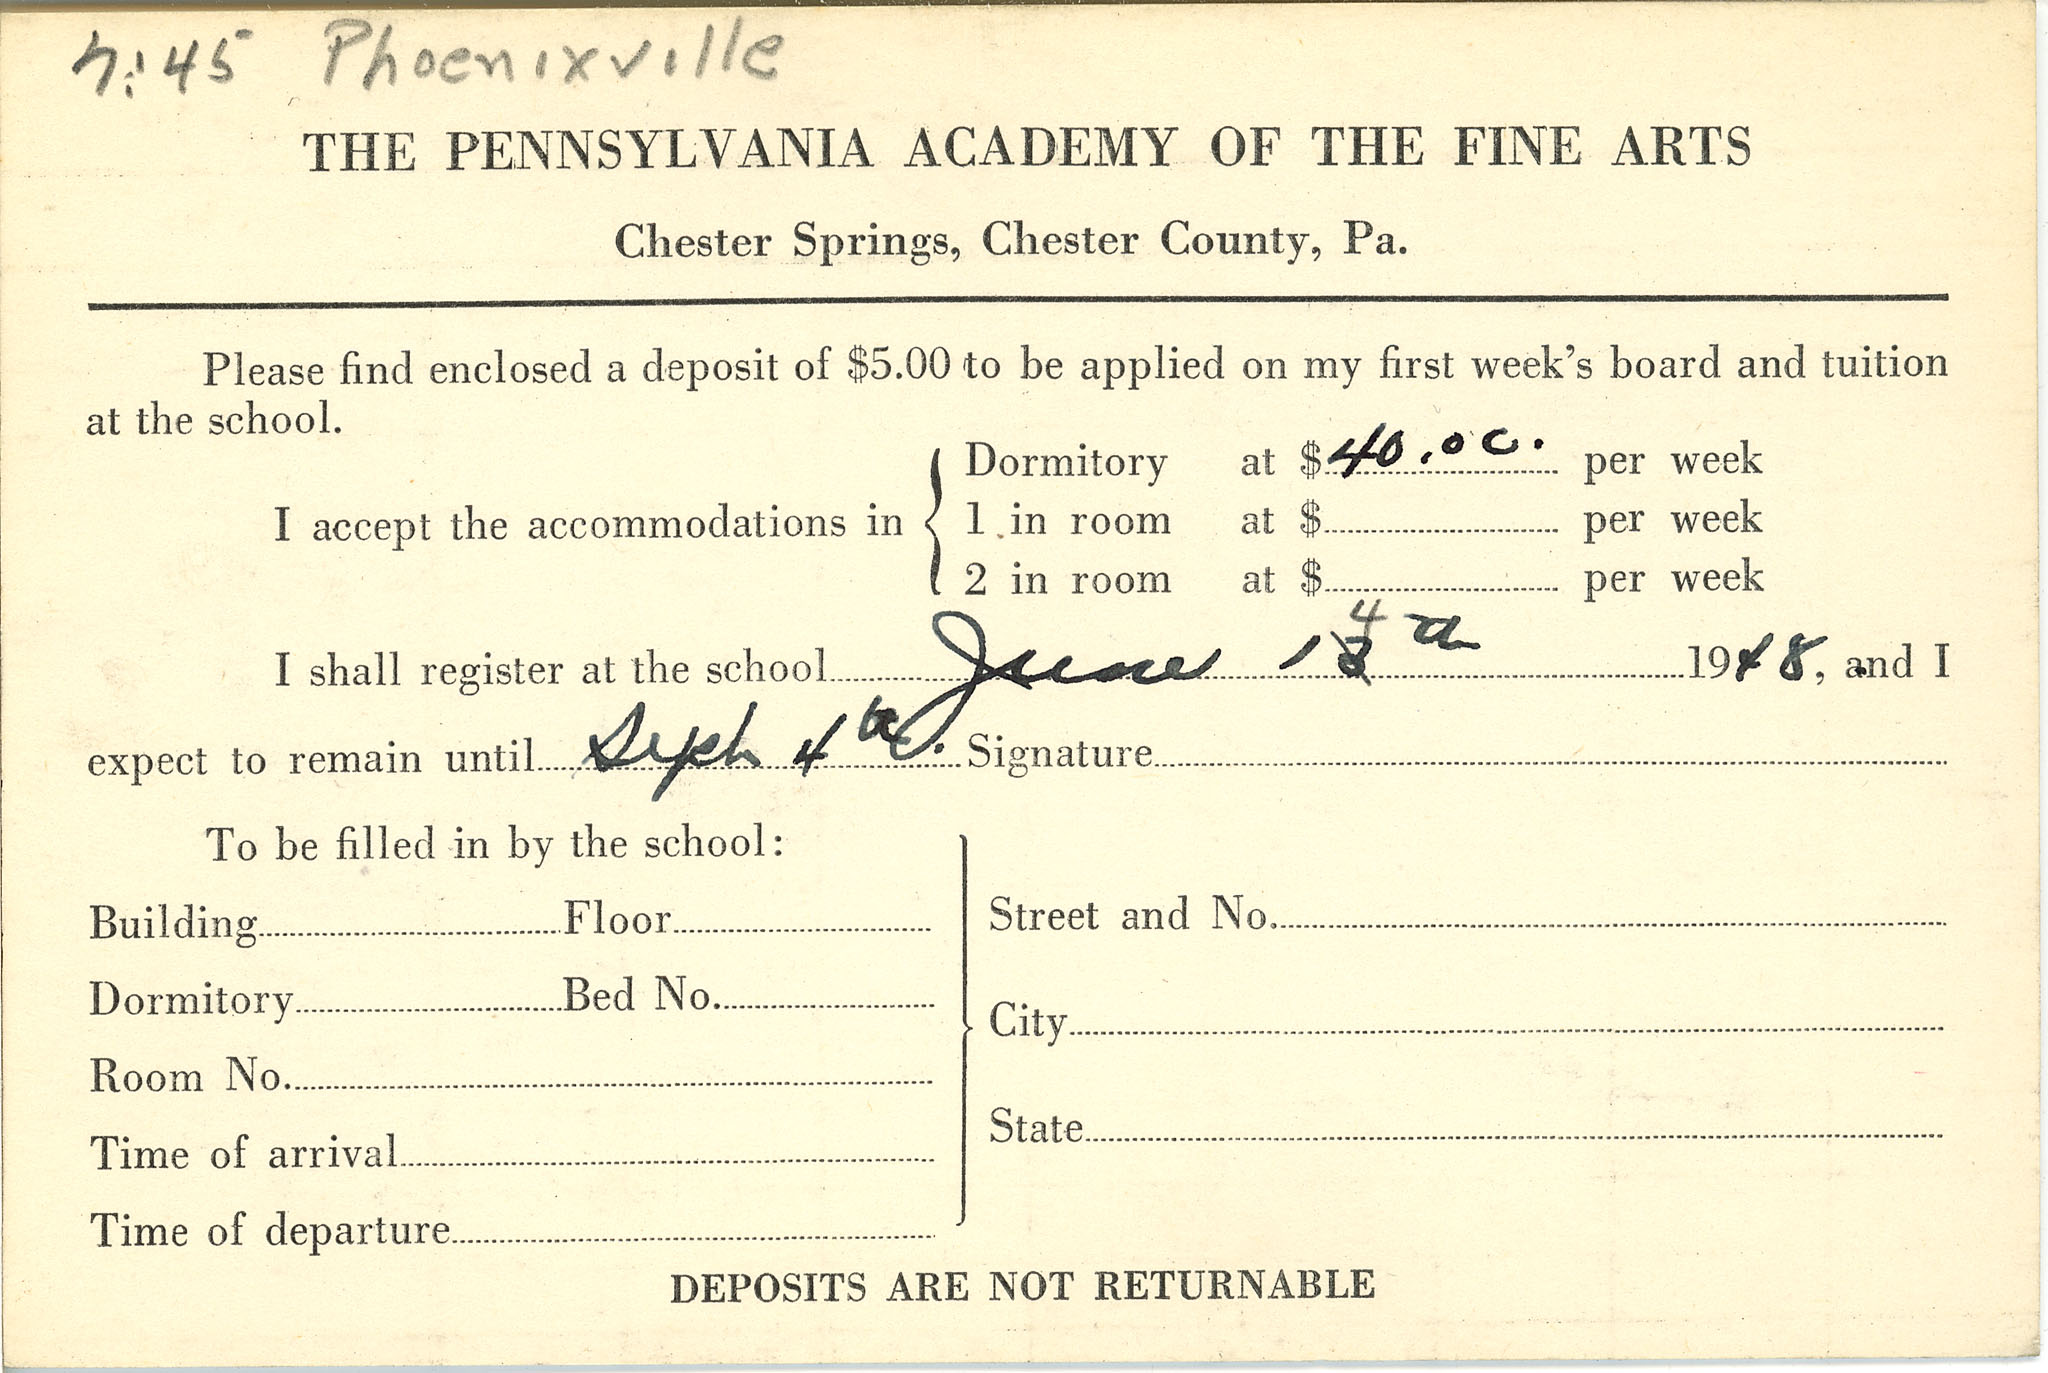 7:45 Phoenixville
THE PENNSYLVANIA ACADEMY OF THE FINE ARTS
Chester Springs, Chester County, Pa.
Please find enclosed a deposit of $5.00 to be applied on my first week's board and tuition
at the school.
I accept the accommodations in
Dormitory at $40.00. per week
1 in room at $ per week
2 in room at $ per week
I shall register at the school June 14th 1948, and I
expect to remain until Sept 4th. Signature
To be filled in by the school:
Building Floor
Dormitory Bed No.
Room No.
Time of arrival
Time of departure
Street and No.
City
State
DEPOSITS ARE NOT RETURNABLE